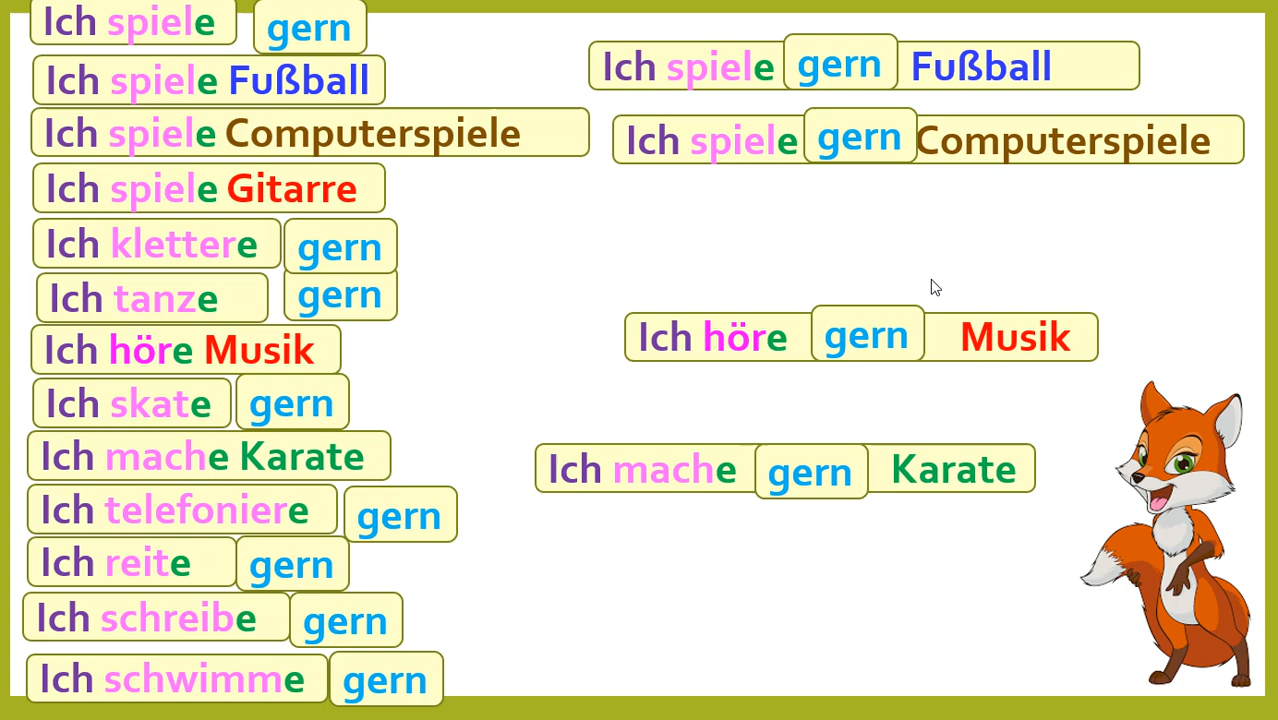 Ich spiele gern
Ich spiele Fußball
Ich spiele Computerspiele
Ich spiele Gitarre
Ich klettere gern
Ich tanze gern
Ich höre Musik
Ich skate gern
Ich mache Karate
Ich telefoniere gern
Ich reite gern
Ich schreibe gern
Ich schwimme gern
Ich spiele gern Fußball
Ich spiele gern Computerspiele
Ich höre gern Musik
Ich mache gern Karate